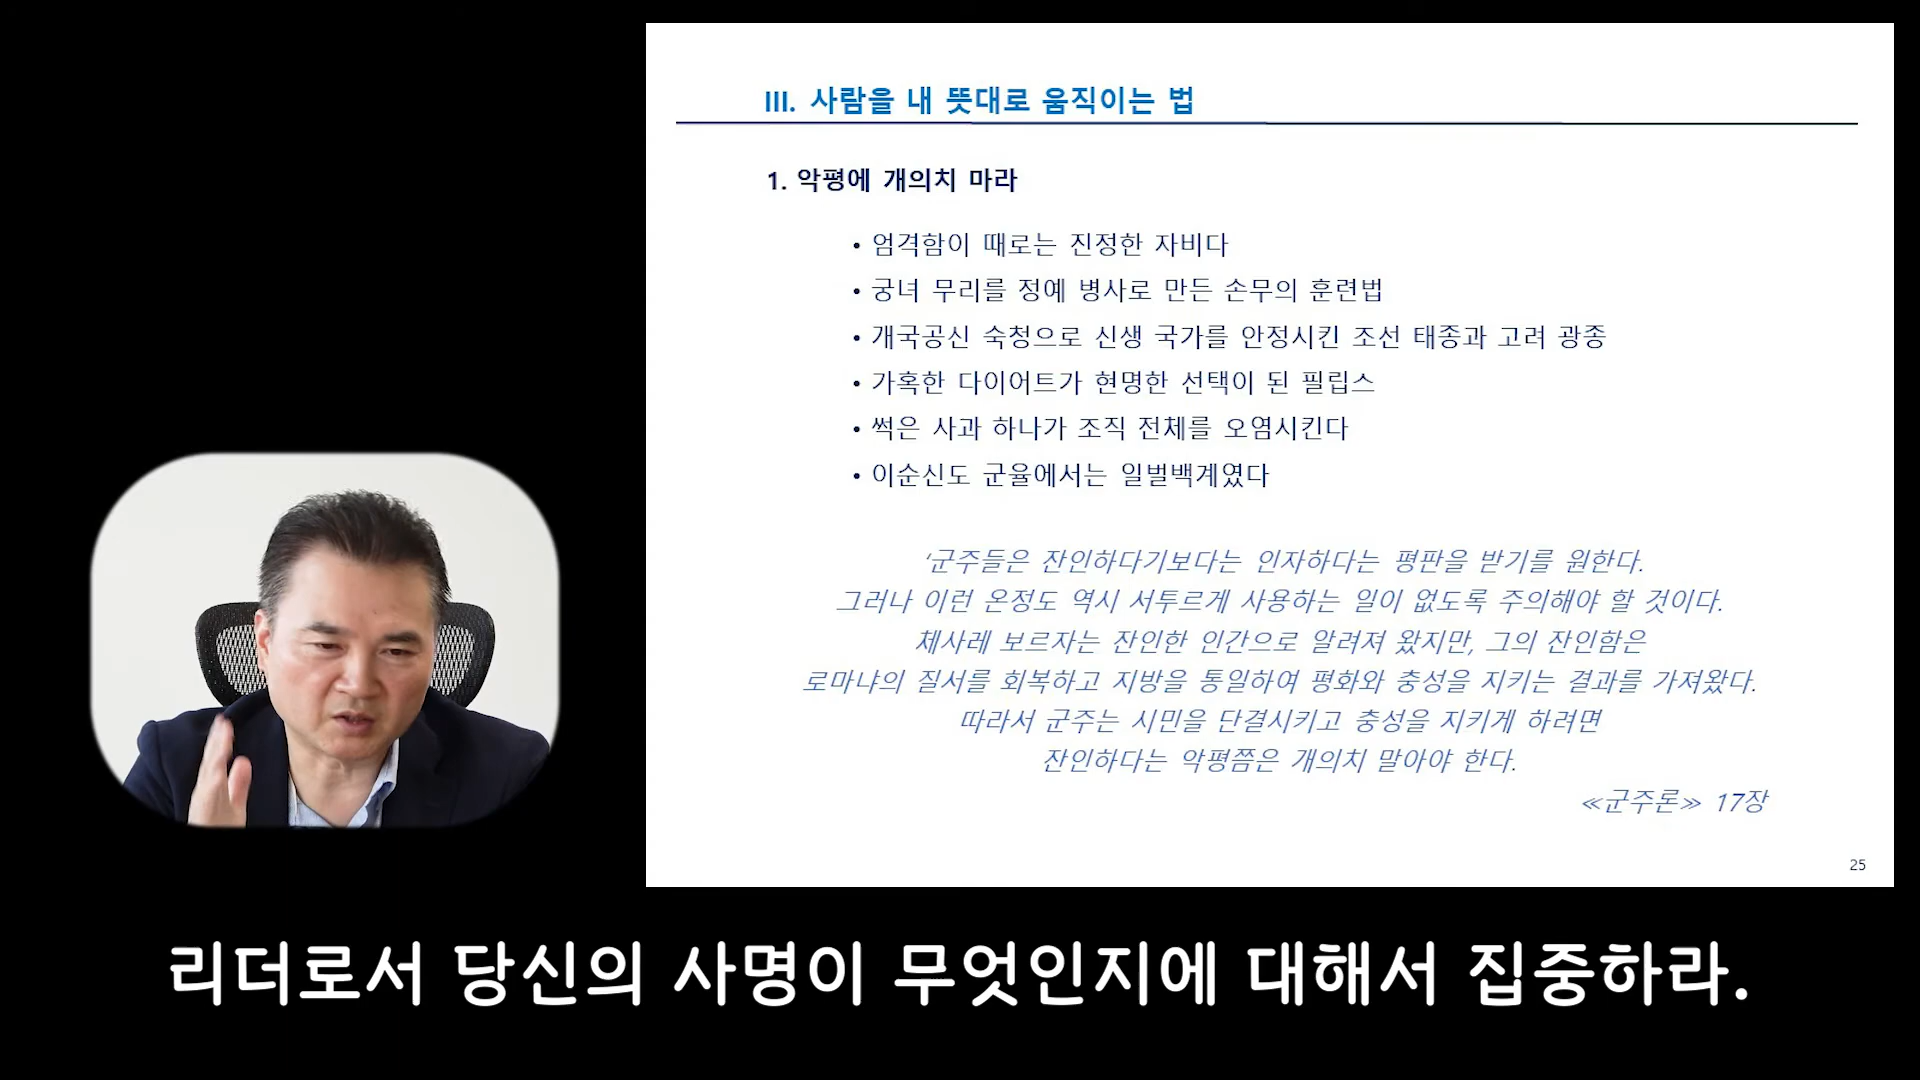 III. 사람을 내 뜻대로 움직이는 법
1. 악평에 개의치 마라
• 엄격함이 때로는 진정한 자비다
• 궁녀 무리를 정예 병사로 만든 손무의 훈련법
• 개국공신 숙청으로 신생 국가를 안정시킨 조선 태종과 고려 광종
• 가혹한 다이어트가 현명한 선택이 된 필립스
• 썩은 사과 하나가 조직 전체를 오염시킨다
• 이순신도 군율에서는 일벌백계였다
‘군주들은 잔인하다기보다는 인자하다는 평판을 받기를 원한다.
그러나 이런 온정도 역시 서투르게 사용하는 일이 없도록 주의해야 할 것이다.
체사레 보르자는 잔인한 인간으로 알려져 왔지만, 그의 잔인함은
로마냐의 질서를 회복하고 지방을 통일하여 평화와 충성을 지키는 결과를 가져왔다.
따라서 군주는 시민을 단결시키고 충성을 지키게 하려면
잔인하다는 악평쯤은 개의치 말아야 한다.
≪군주론≫ 17장
25
리더로서 당신의 사명이 무엇인지에 대해서 집중하라.